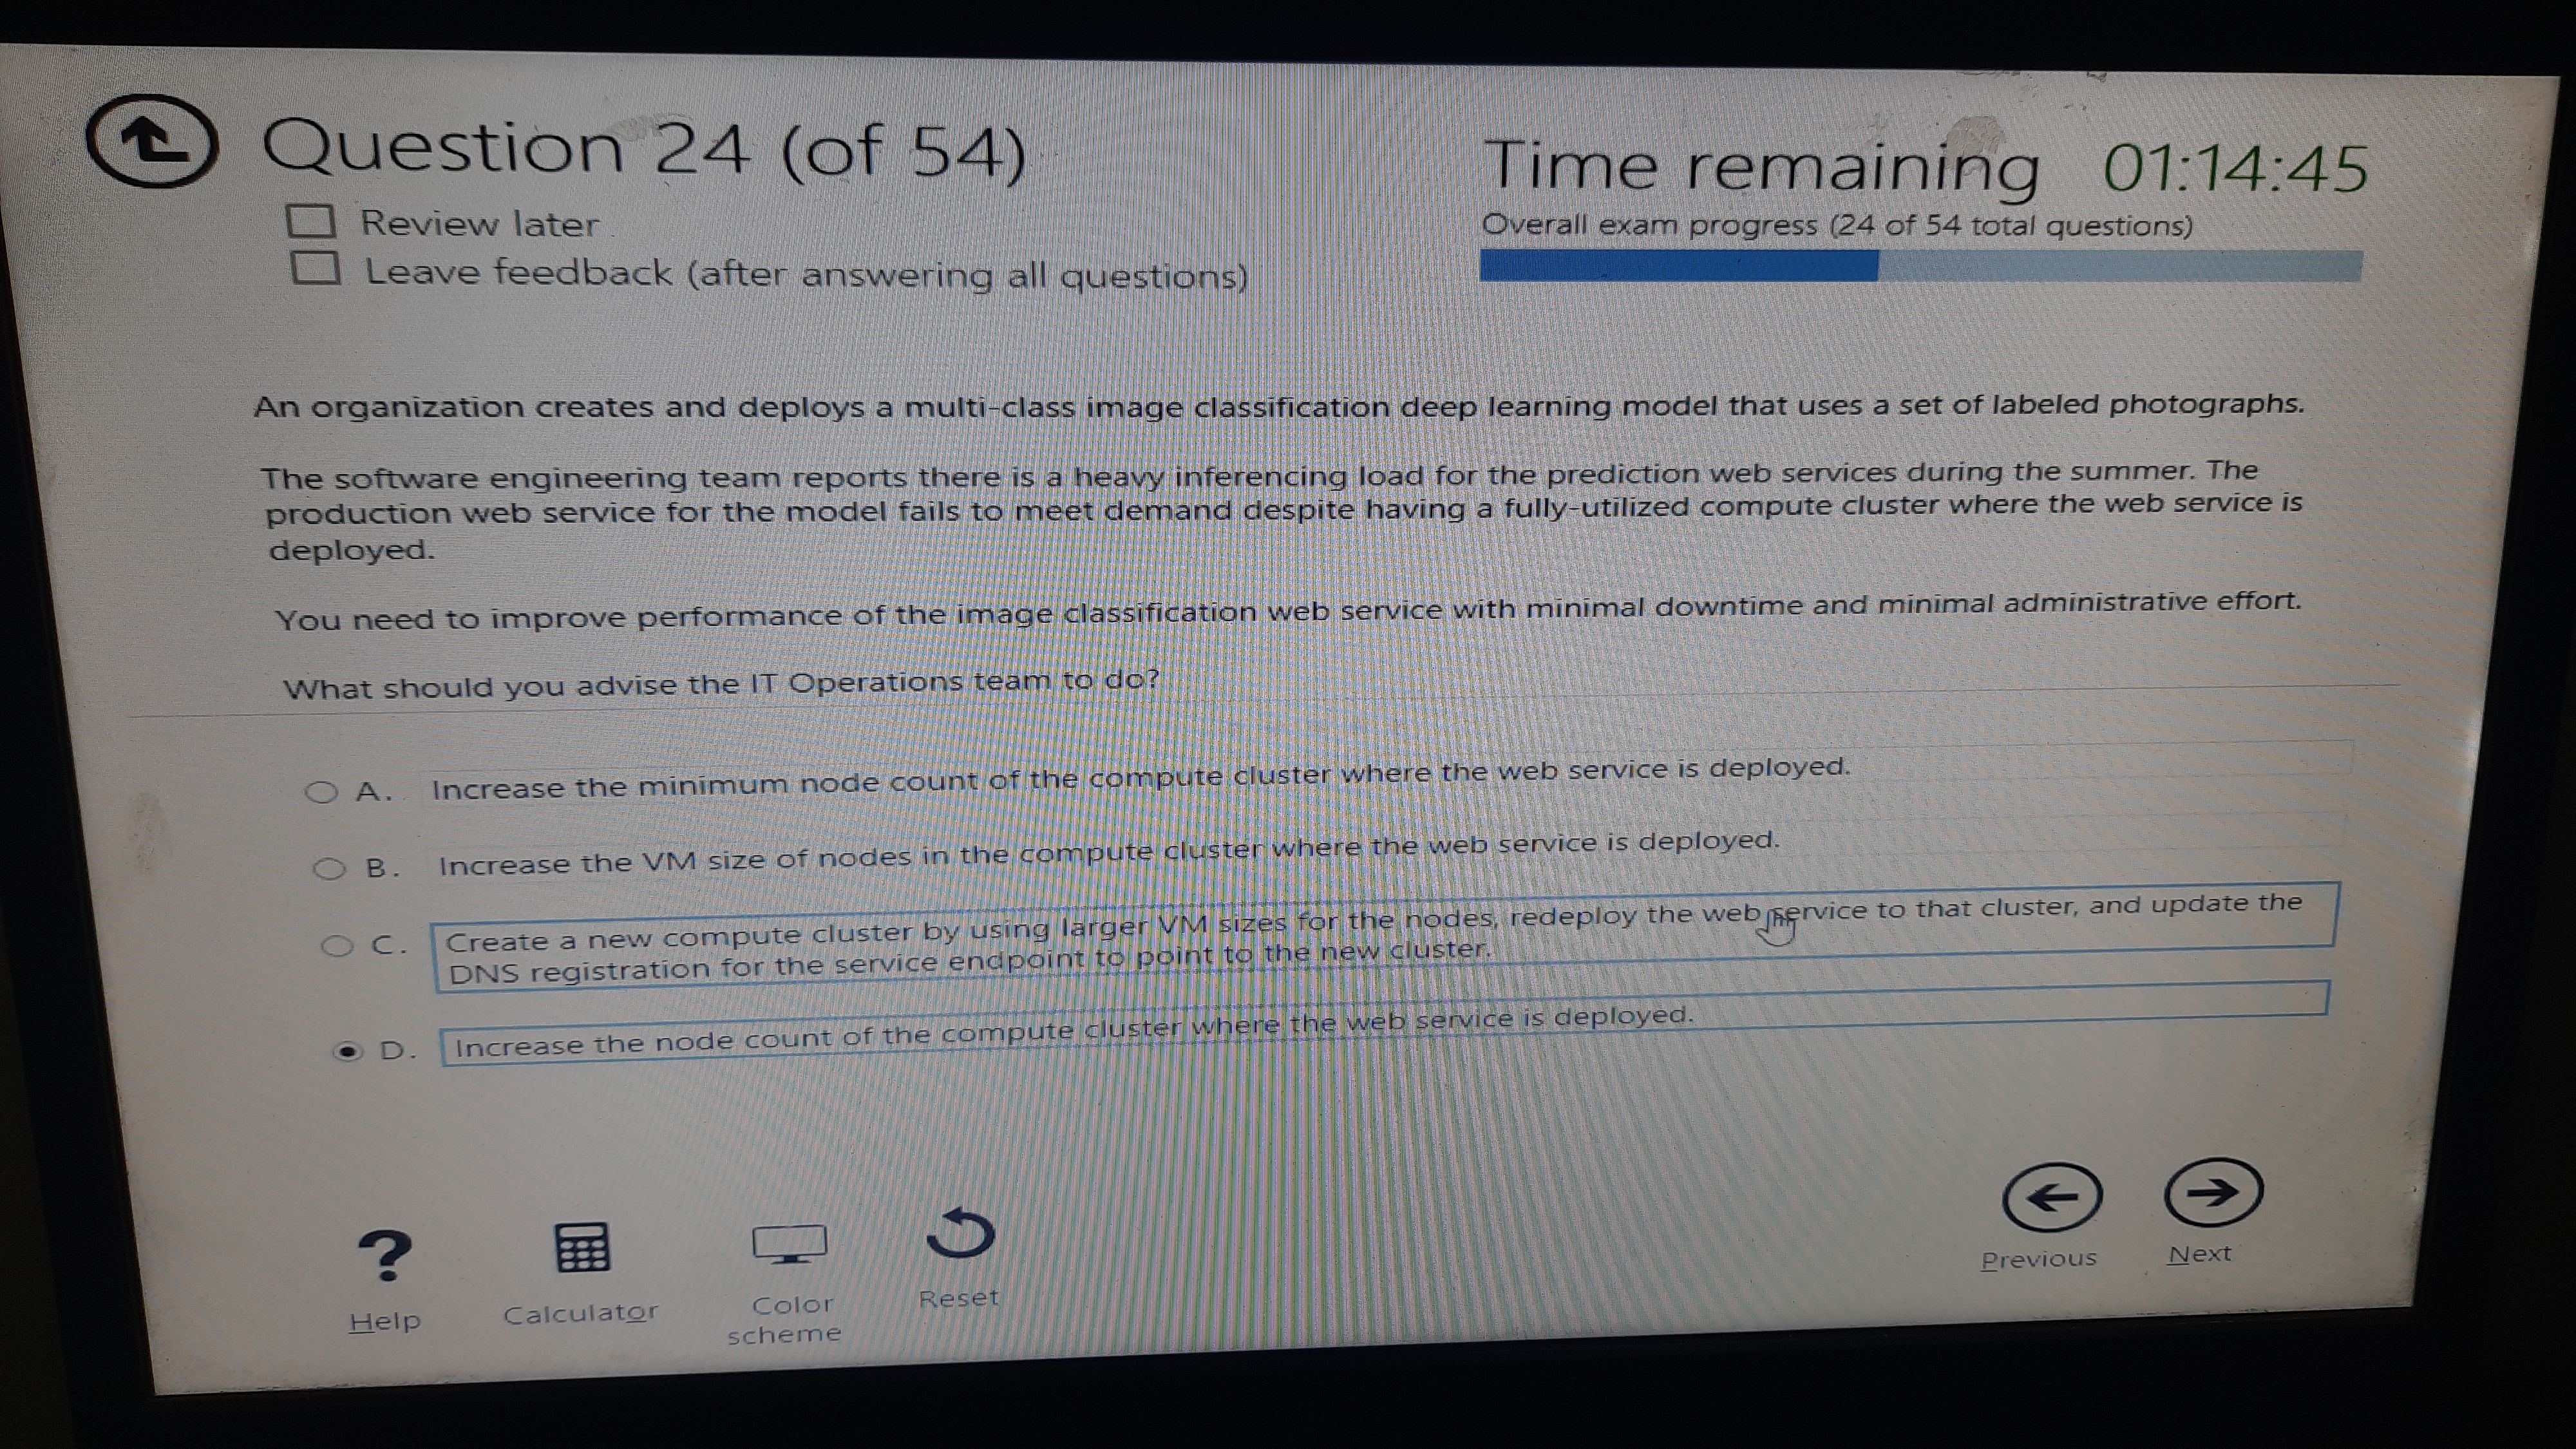 Question 24 (of 54)
Time remaining 01:14:45
Review later
Leave feedback (after answering all questions)
Overall exam progress (24 of 54 total questions)
An organization creates and deploys a multi-class image classification deep learning model that uses a set of labeled photographs.
The software engineering team reports there is a heavy inferencing load for the prediction web services during the summer. The
production web service for the model fails to meet demand despite having a fully-utilized compute cluster where the web service is
deployed.
You need to improve performance of the image classification web service with minimal downtime and minimal administrative effort.
What should you advise the IT Operations team to do?
A. Increase the minimum node count of the compute cluster where the web service is deployed.
B. Increase the VM size of nodes in the compute cluster where the web service is deployed.
C. Create a new compute cluster by using larger VM sizes for the nodes, redeploy the web service to that cluster, and update the
DNS registration for the service endpoint to point to the new cluster.
D. Increase the node count of the compute cluster where the web service is deployed.
?
Help
Calculator
Color
scheme
Reset
Previous
Next